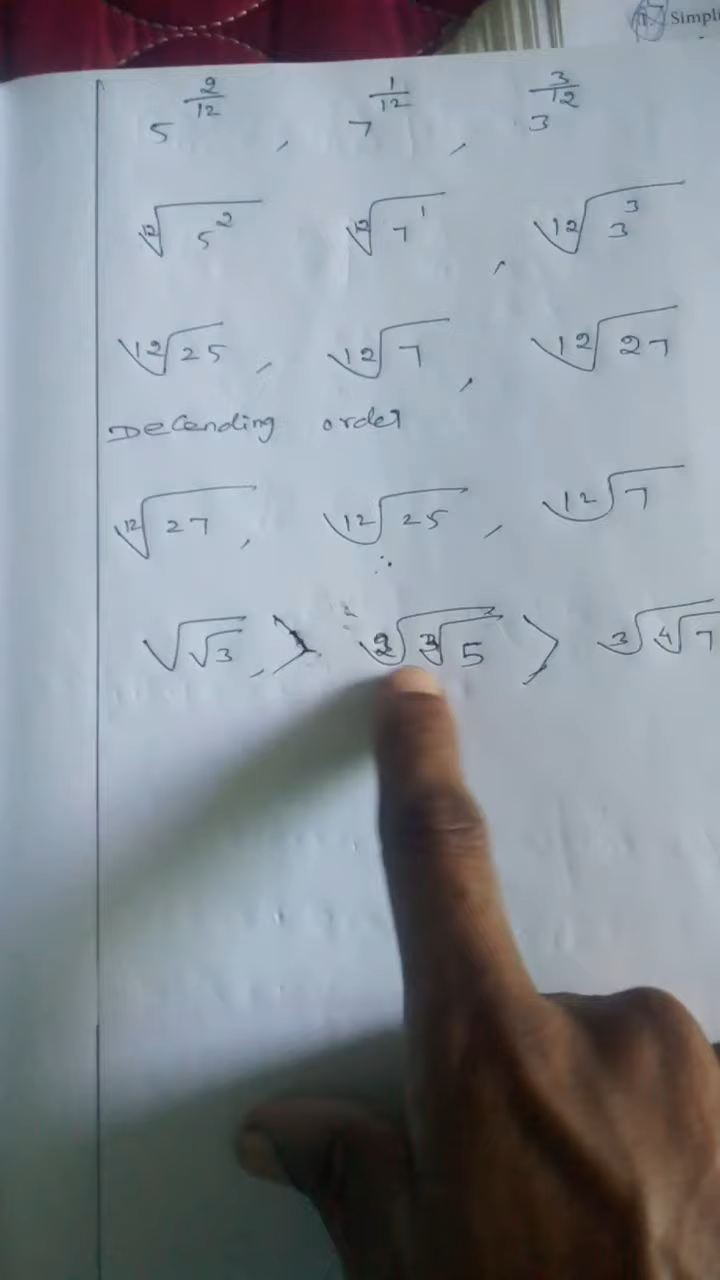 Simpli
5^(2/12), 7^(1/12), 3^(3/12)
¹²√5², ¹²√7¹, ¹²√3³
¹²√25, ¹²√7, ¹²√27
Decending order
¹²√27, ¹²√25, ¹²√7
√√3, > ²√³√5 > ³√⁴√7